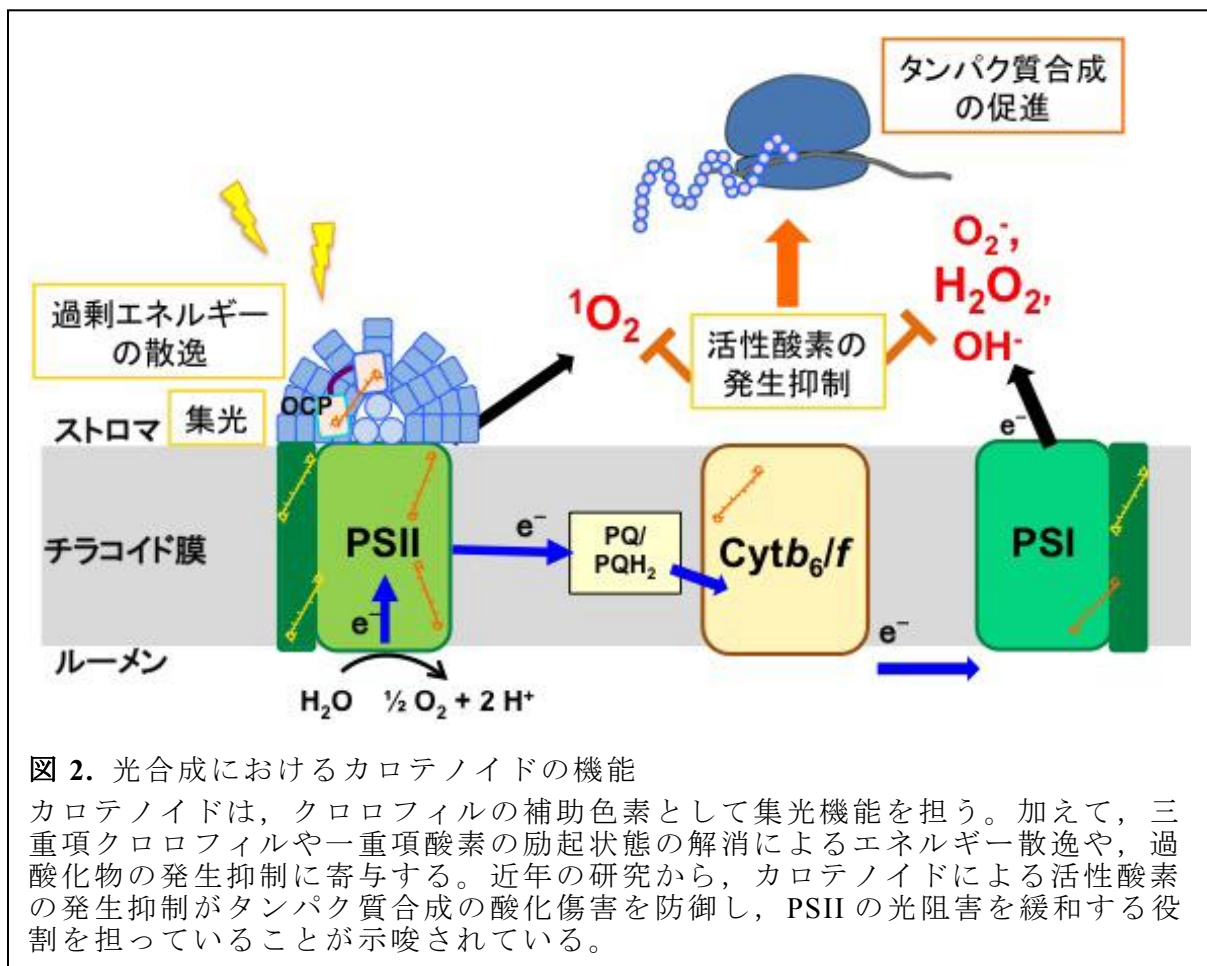 タンパク質合成
の促進
O₂⁻,
H₂O₂,
OH⁻
¹O₂
活性酸素の
発生抑制
過剰エネルギー
の散逸
OCP
集光
ストロマ
e⁻
チラコイド膜
PSII
e⁻
PQ/
PQH₂
Cytb₆/f
PSI
e⁻
e⁻
ルーメン
H₂O ½ O₂ + 2 H⁺
図 2. 光合成におけるカロテノイドの機能
カロテノイドは，クロロフィルの補助色素として集光機能を担う。加えて，三
重項クロロフィルや一重項酸素の励起状態の解消によるエネルギー散逸や，過
酸化物の発生抑制に寄与する。近年の研究から，カロテノイドによる活性酸素
の発生抑制がタンパク質合成の酸化傷害を防御し，PSII の光阻害を緩和する役
割を担っていることが示唆されている。